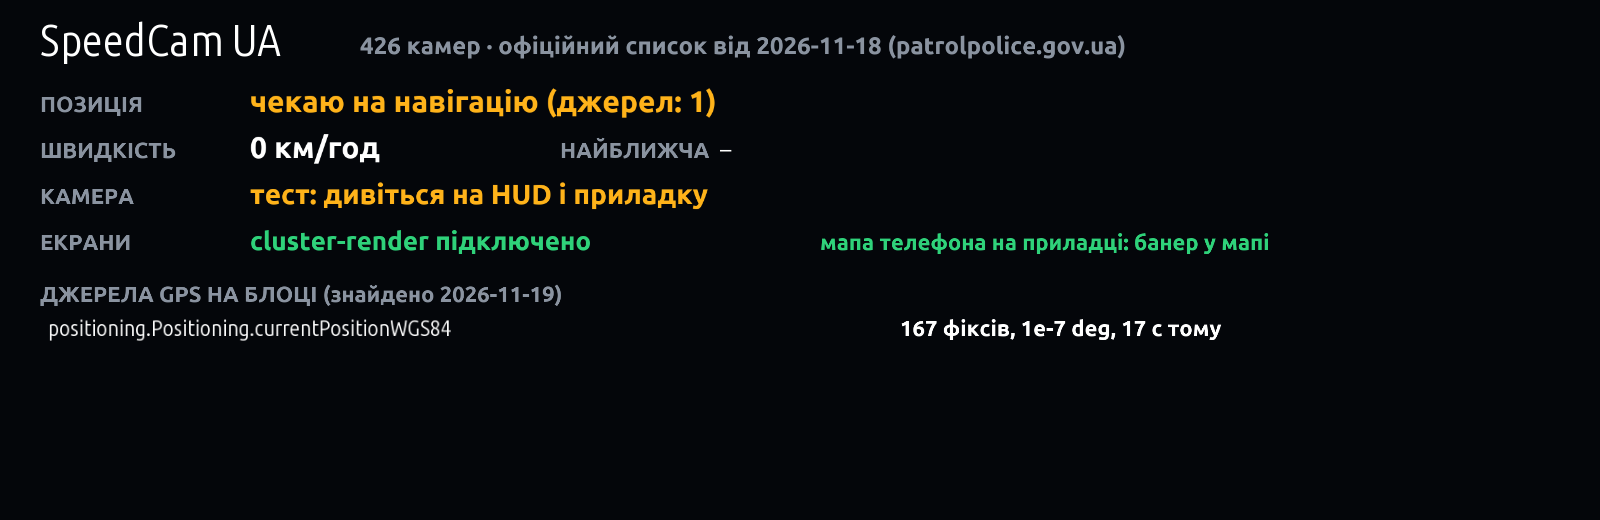 SpeedCam UA 426 камер · офіційний список від 2026-11-18 (patrolpolice.gov.ua)
ПОЗИЦІЯ чекаю на навігацію (джерел: 1)
ШВИДКІСТЬ 0 км/год НАЙБЛИЖЧА –
КАМЕРА тест: дивіться на HUD і приладку
ЕКРАНИ cluster-render підключено мапа телефона на приладці: банер у мапі
ДЖЕРЕЛА GPS НА БЛОЦІ (знайдено 2026-11-19)
positioning.Positioning.currentPositionWGS84 167 фіксів, 1e-7 deg, 17 с тому